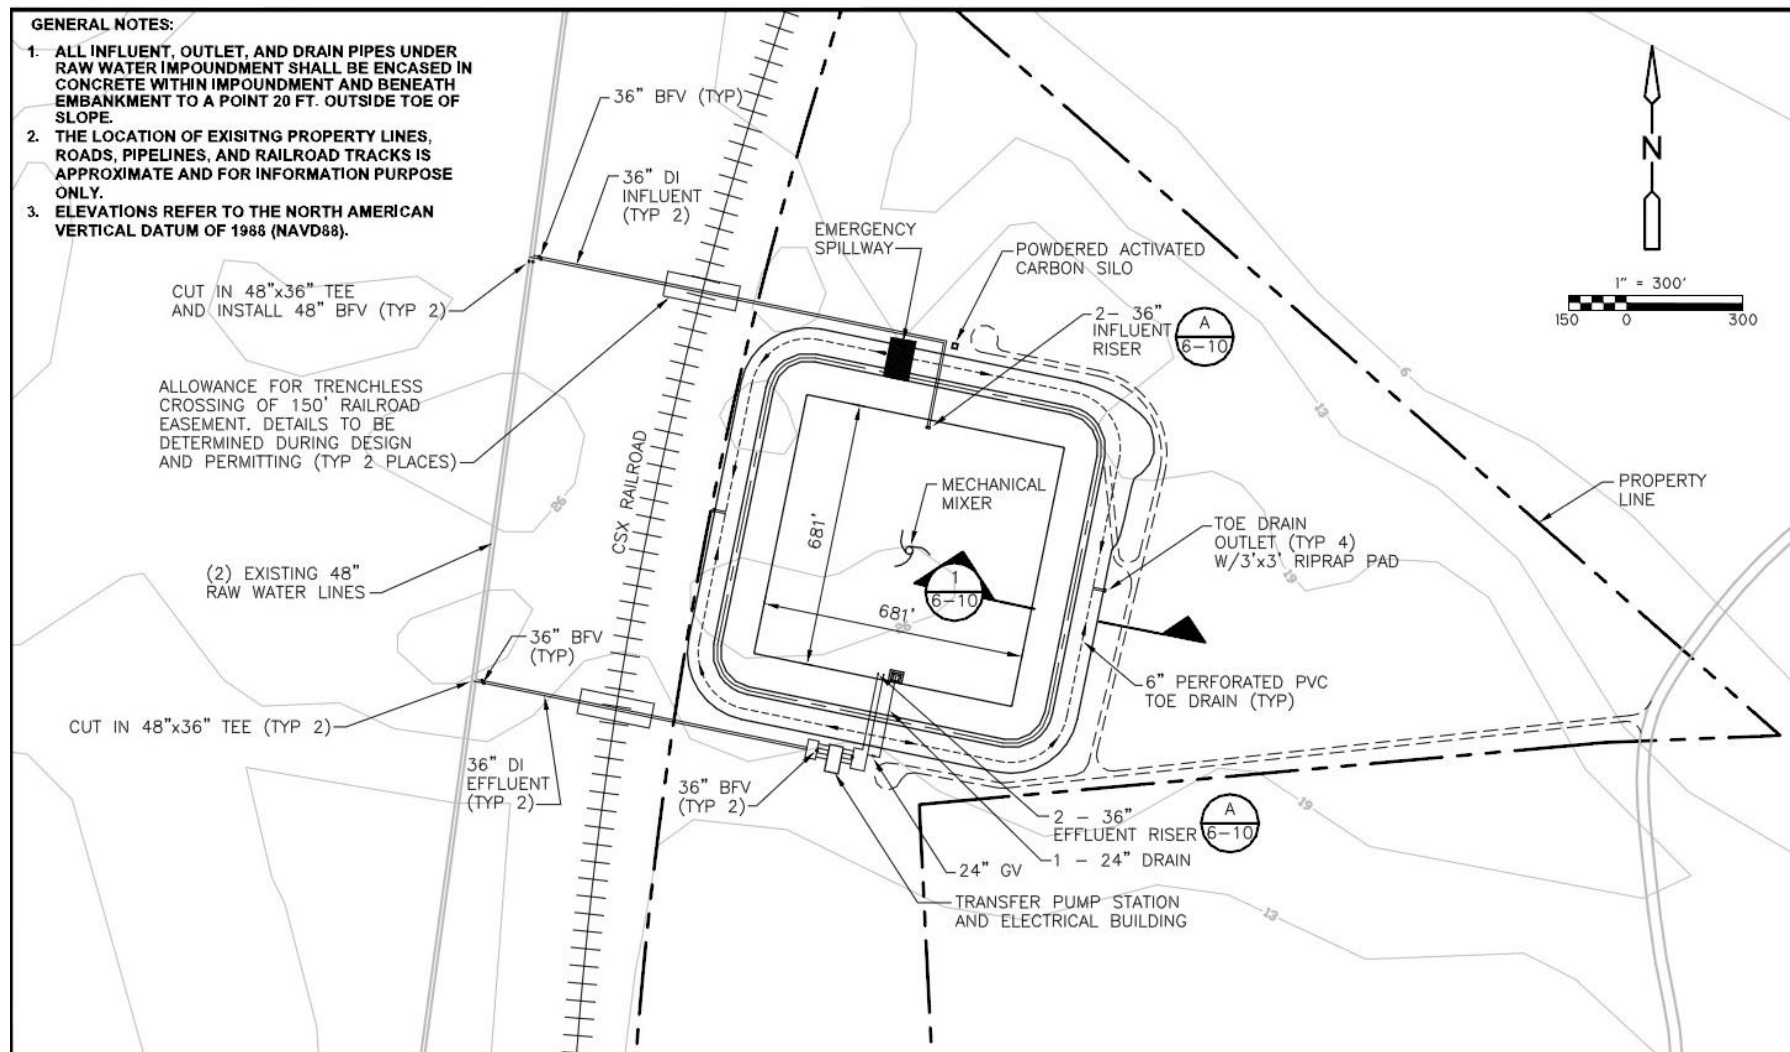 GENERAL NOTES:
1. ALL INFLUENT, OUTLET, AND DRAIN PIPES UNDER
RAW WATER IMPOUNDMENT SHALL BE ENCASED IN
CONCRETE WITHIN IMPOUNDMENT AND BENEATH
EMBANKMENT TO A POINT 20 FT. OUTSIDE TOE OF
SLOPE.
2. THE LOCATION OF EXISITNG PROPERTY LINES,
ROADS, PIPELINES, AND RAILROAD TRACKS IS
APPROXIMATE AND FOR INFORMATION PURPOSE
ONLY.
3. ELEVATIONS REFER TO THE NORTH AMERICAN
VERTICAL DATUM OF 1988 (NAVD88).
36" BFV (TYP)
36" DI
INFLUENT
(TYP 2)
EMERGENCY
SPILLWAY
POWDERED ACTIVATED
CARBON SILO
N
1" = 300'
150
0
300
CUT IN 48"x36" TEE
AND INSTALL 48" BFV (TYP 2)
2- 36"
INFLUENT
RISER
A
6-10
6
13
ALLOWANCE FOR TRENCHLESS
CROSSING OF 150' RAILROAD
EASEMENT. DETAILS TO BE
DETERMINED DURING DESIGN
AND PERMITTING (TYP 2 PLACES)
26
CSX RAILROAD
681'
MECHANICAL
MIXER
PROPERTY
LINE
TOE DRAIN
OUTLET (TYP 4)
W/3'x3' RIPRAP PAD
19
(2) EXISTING 48"
RAW WATER LINES
1
6-10
681'
26
36" BFV
(TYP)
6" PERFORATED PVC
TOE DRAIN (TYP)
CUT IN 48"x36" TEE (TYP 2)
36" DI
EFFLUENT
(TYP 2)
36" BFV
(TYP 2)
2 - 36"
EFFLUENT RISER
A
6-10
19
1 - 24" DRAIN
24" GV
TRANSFER PUMP STATION
AND ELECTRICAL BUILDING
13